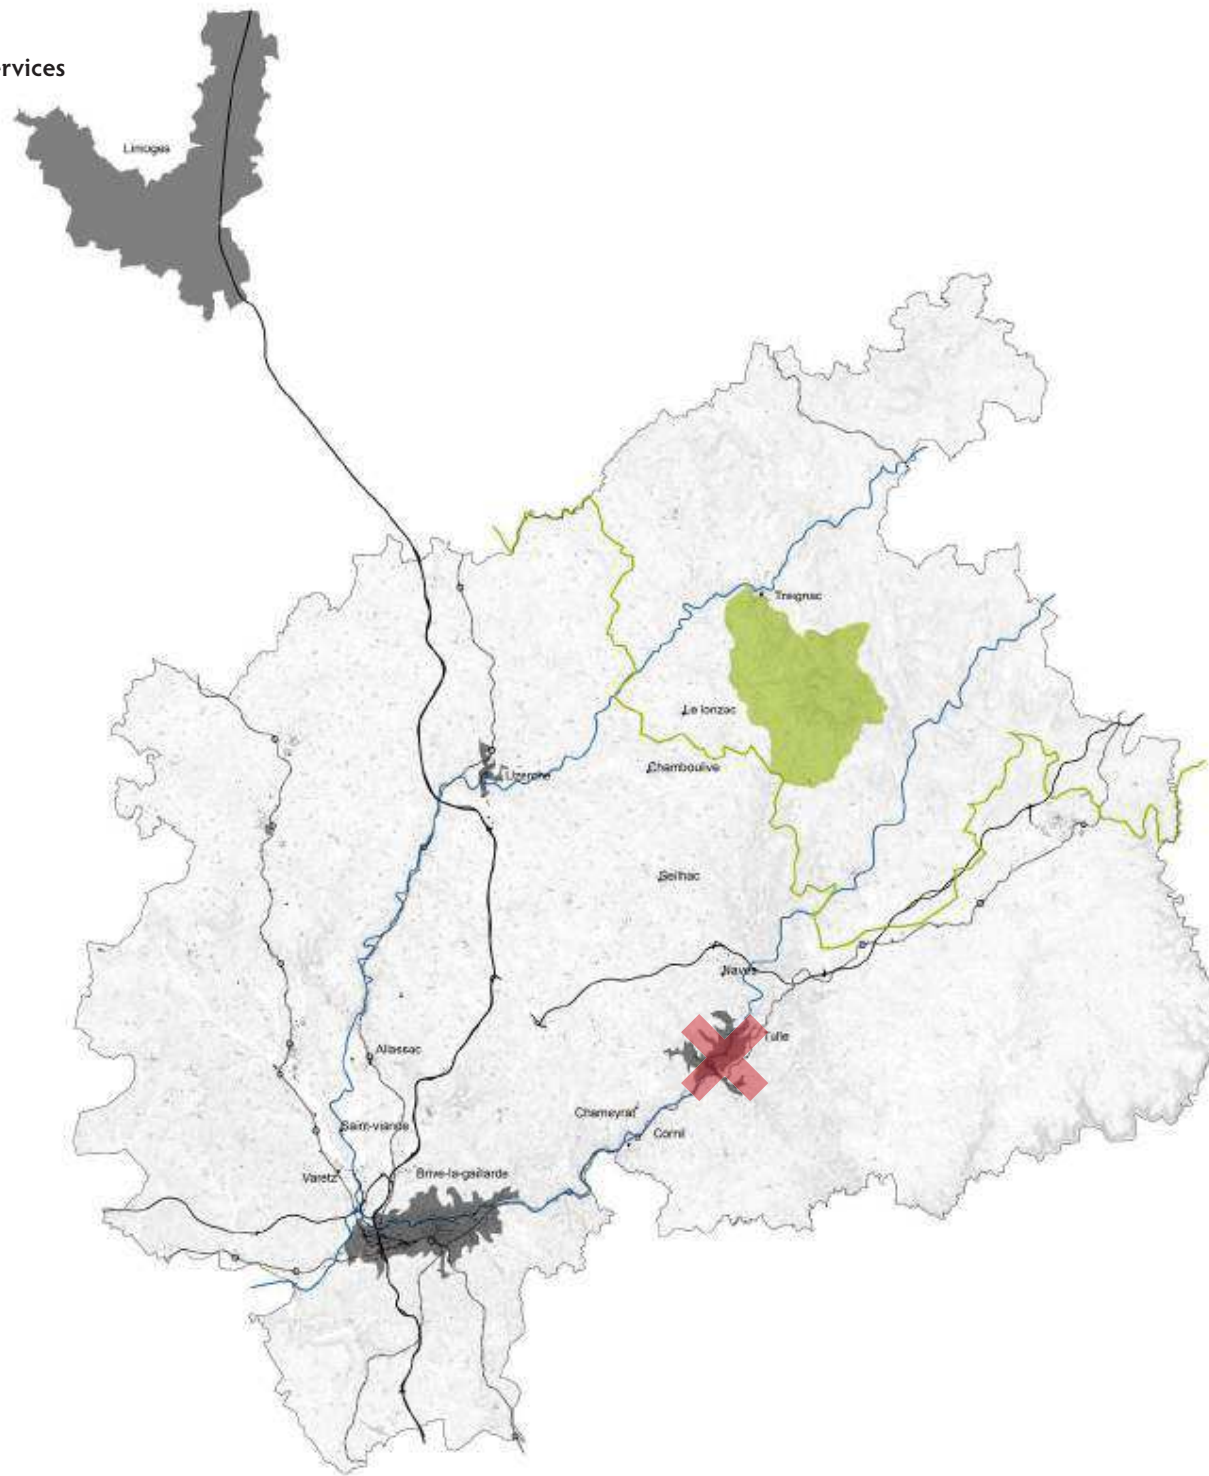 rvices
Limoges
Treignac
Le lonzac
Chamboulive
Uzerche
Seilhac
Naves
Tulle
Allassac
Chameyrat
Saint-viance
Cornil
Varetz
Brive-la-gaillarde